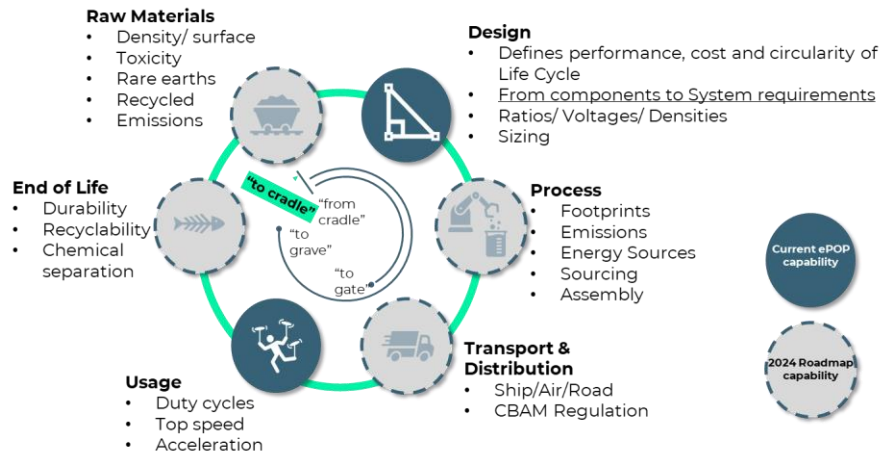 Raw Materials
• Density/ surface
• Toxicity
• Rare earths
• Recycled
• Emissions
Design
• Defines performance, cost and circularity of
Life Cycle
• From components to System requirements
• Ratios/ Voltages/ Densities
• Sizing
End of Life
• Durability
• Recyclability
• Chemical
separation
"to cradle"
"from
cradle"
"to
grave"
"to
gate"
Process
• Footprints
• Emissions
• Energy Sources
• Sourcing
• Assembly
Current ePOP
capability
Usage
• Duty cycles
• Top speed
• Acceleration
Transport &
Distribution
• Ship/Air/Road
• CBAM Regulation
2024 Roadmap
capability